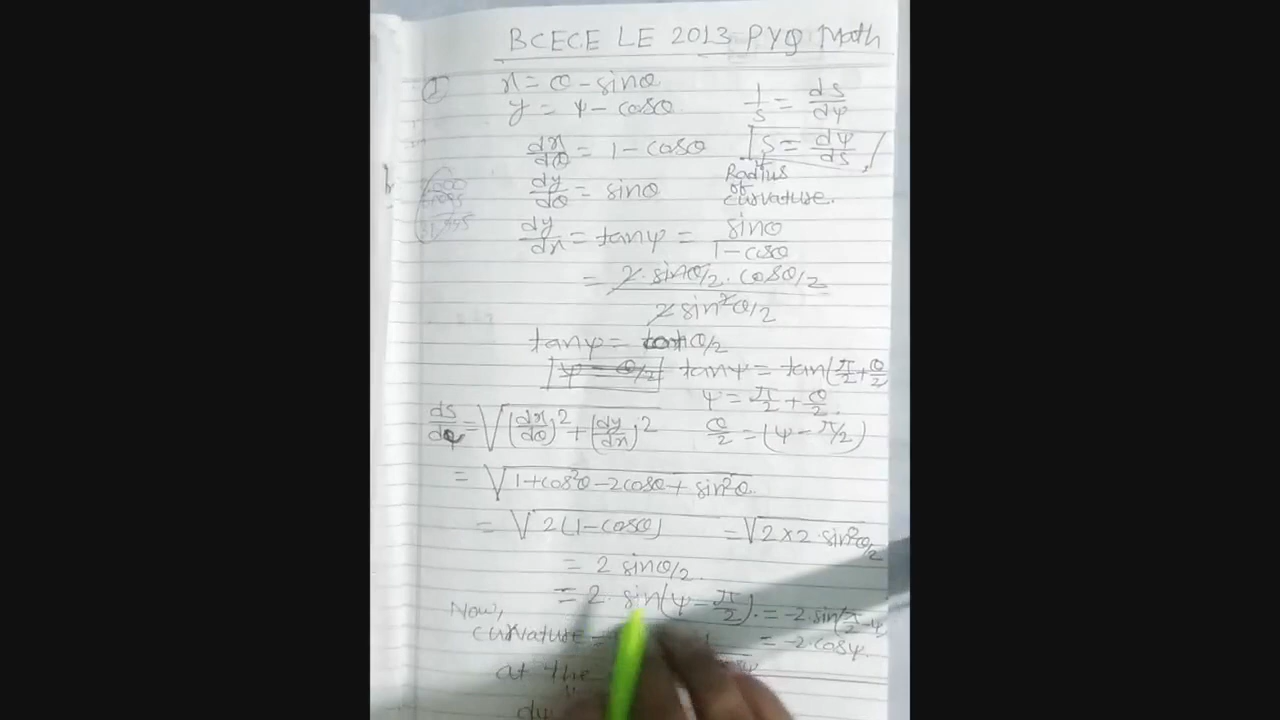 BCECE LE 2013 PYQ Math
① x = θ - sinθ
y = ψ - cosθ
1/s = ds/dψ
dx/dθ = 1 - cosθ
[s = dψ/ds]
Radius of curvature.
dy/dθ = sinθ
dy/dx = tanψ = sinθ/1-cosθ
= 2·sinθ/2·cosθ/2 / 2sin²θ/2
tanψ = cotθ/2
ψ = θ/2
tanψ = tan(π/2 + θ/2
ψ = π/2 + θ/2.
ds/dθ = √(dx/dθ)² + (dy/dx)²
θ/2 = (ψ - π/2)
= √1+cos²θ-2cosθ+sin²θ.
= √2(1-cosθ) = √2×2·sin²θ/2
= 2 sinθ/2.
= 2·sin(ψ - π/2). = -2·sin(π/2-ψ)
= -2·cosψ.
Now,
curvature =
at the